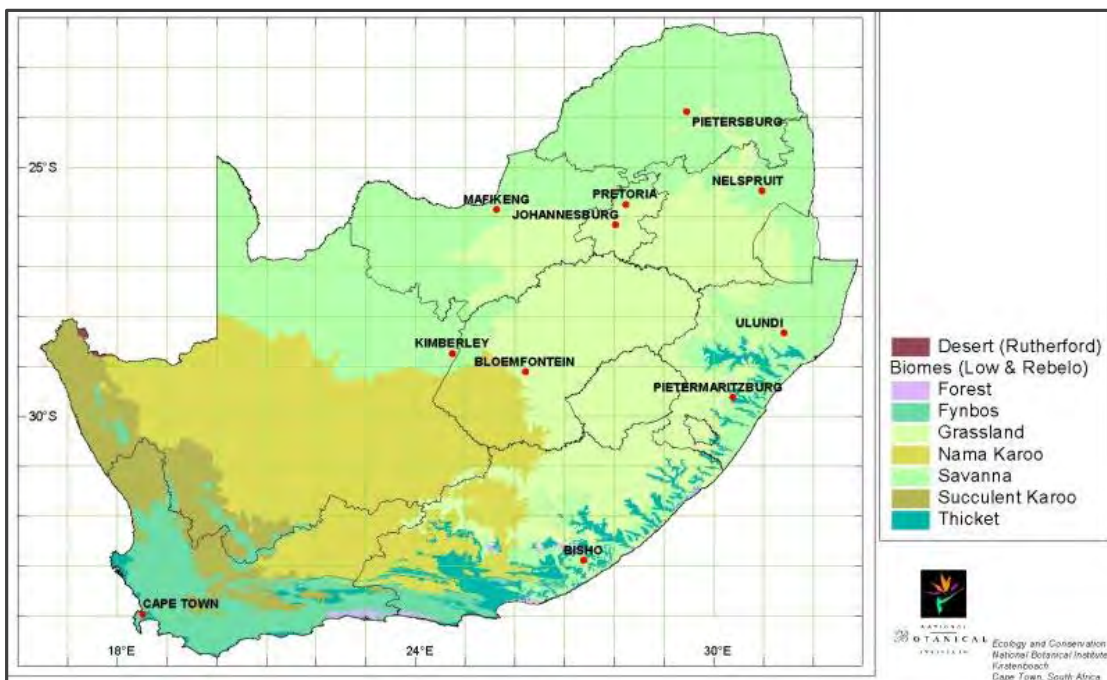 PIETERSBURG
25°S
NELSPRUIT
MAFIKENG
PRETORIA
JOHANNESBURG
ULUNDI
KIMBERLEY
BLOEMFONTEIN
PIETERMARITZBURG
30°S
BISHO
CAPE TOWN
18°E
24°E
30°E
Desert (Rutherford)
Biomes (Low & Rebelo)
Forest
Fynbos
Grassland
Nama Karoo
Savanna
Succulent Karoo
Thicket
NATIONAL
BOTANICAL
INSTITUTE
Ecology and Conservation
National Botanical Institute
Kirstenbosch
Cape Town, South Africa